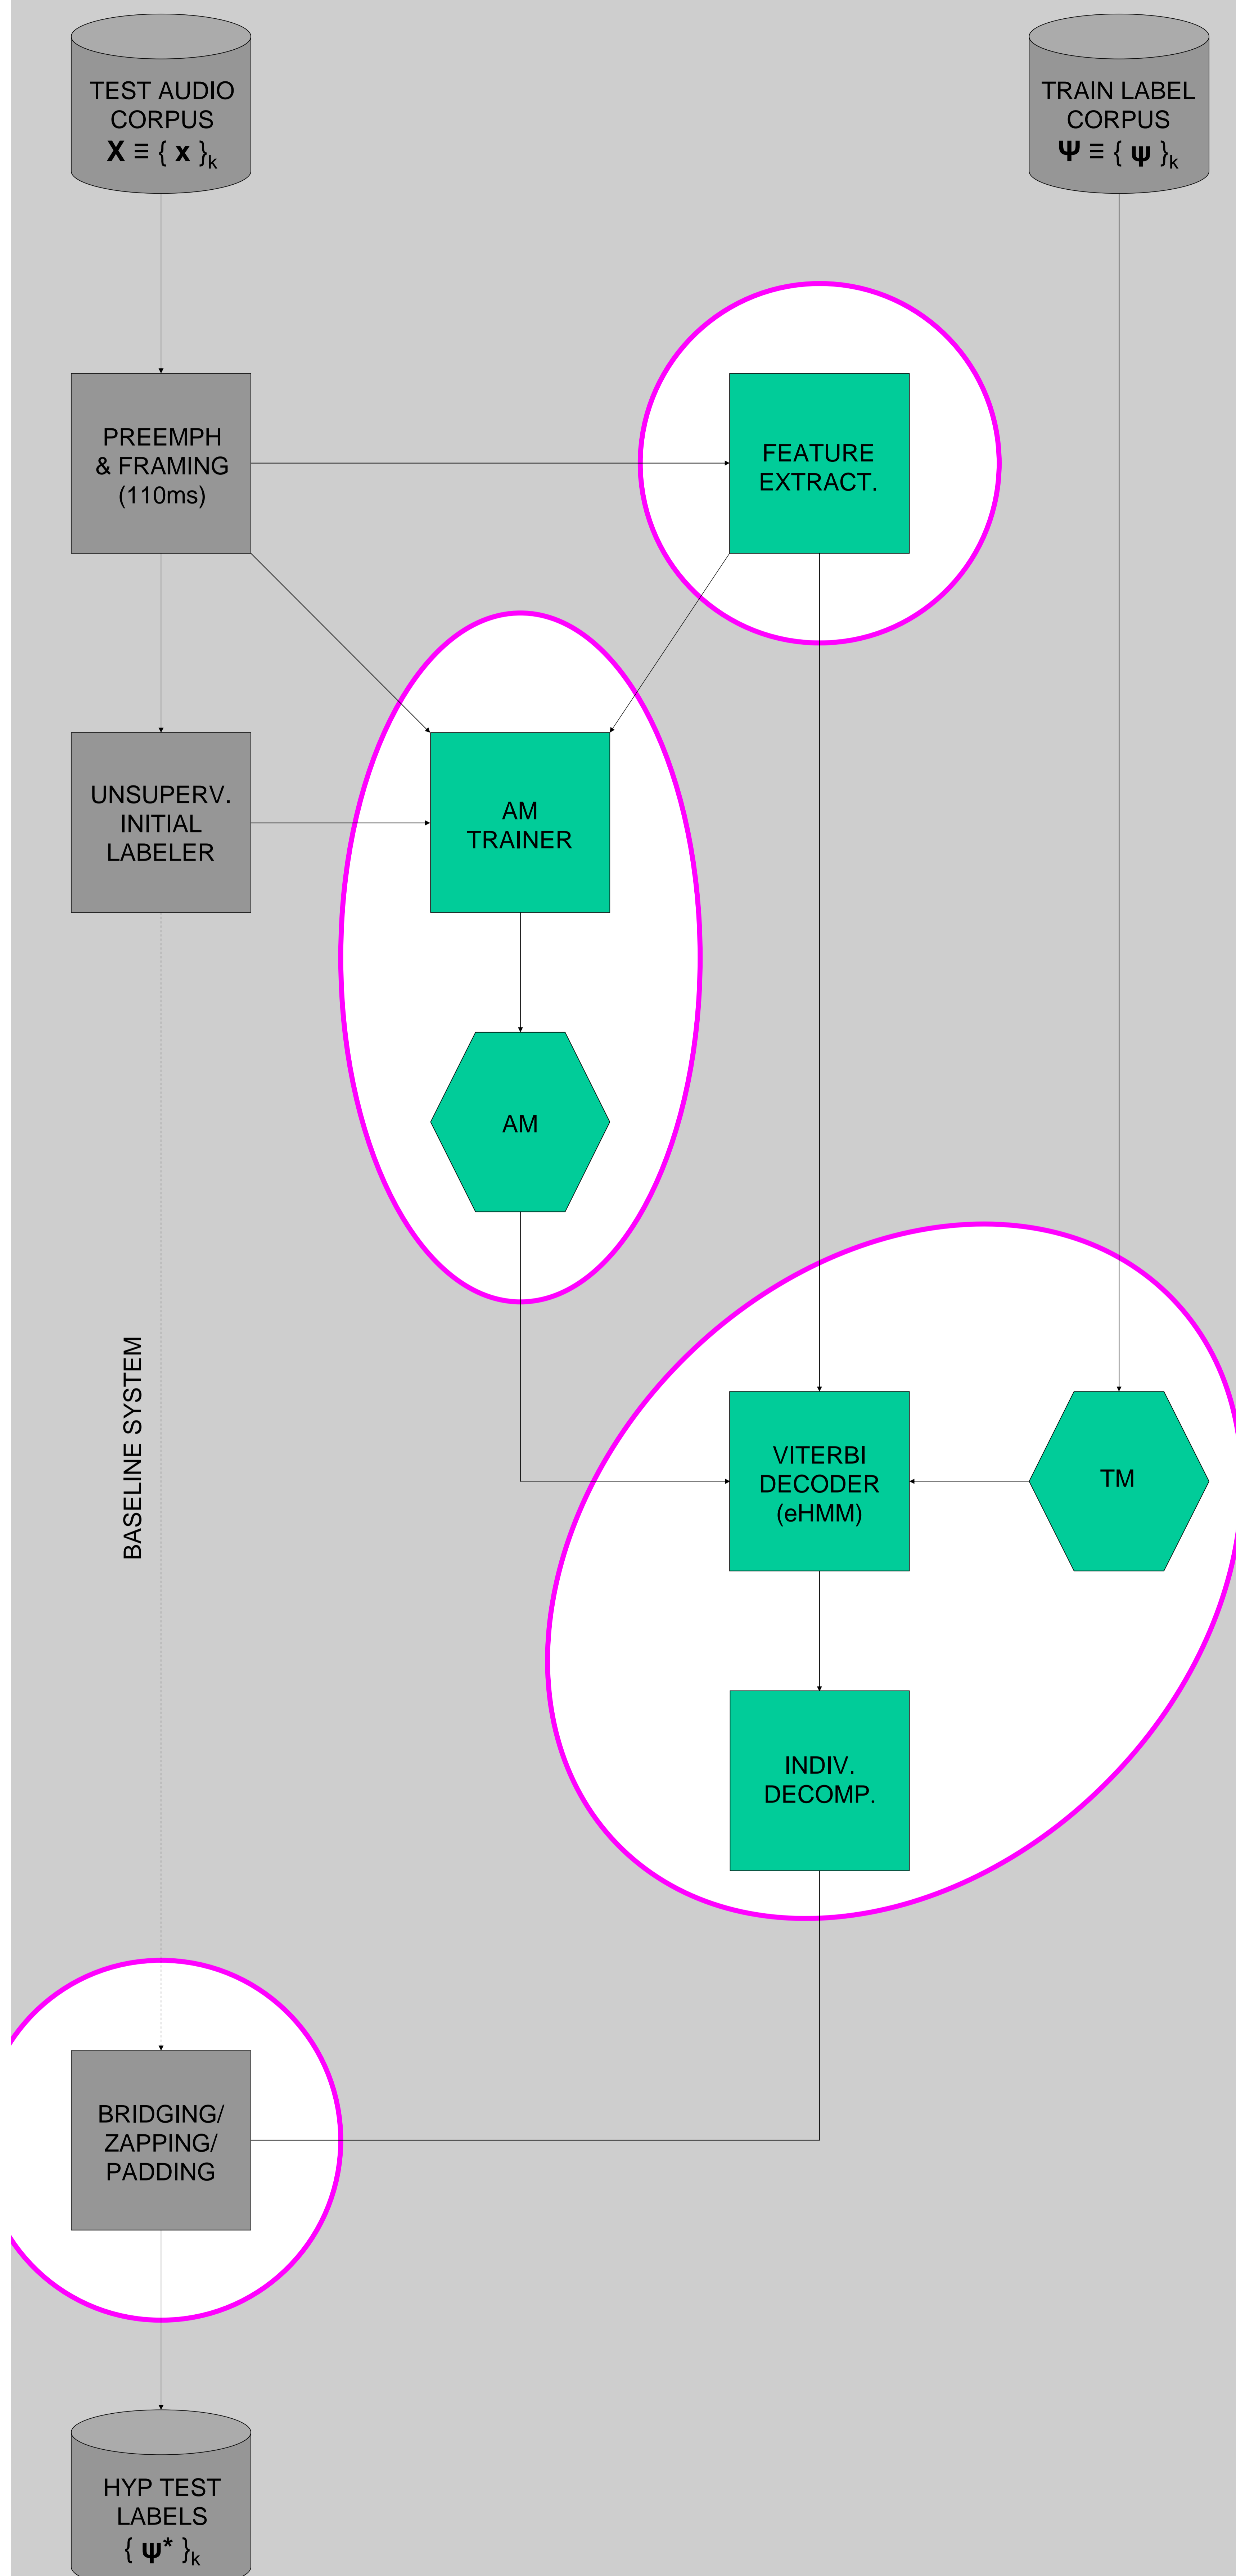 TEST AUDIO
CORPUS
X ≡ { x }k
TRAIN LABEL
CORPUS
Ψ ≡ { ψ }k
PREEMPH
& FRAMING
(110ms)
FEATURE
EXTRACT.
UNSUPERV.
INITIAL
LABELER
AM
TRAINER
AM
BASELINE SYSTEM
VITERBI
DECODER
(eHMM)
TM
INDIV.
DECOMP.
BRIDGING/
ZAPPING/
PADDING
HYP TEST
LABELS
{ ψ* }k